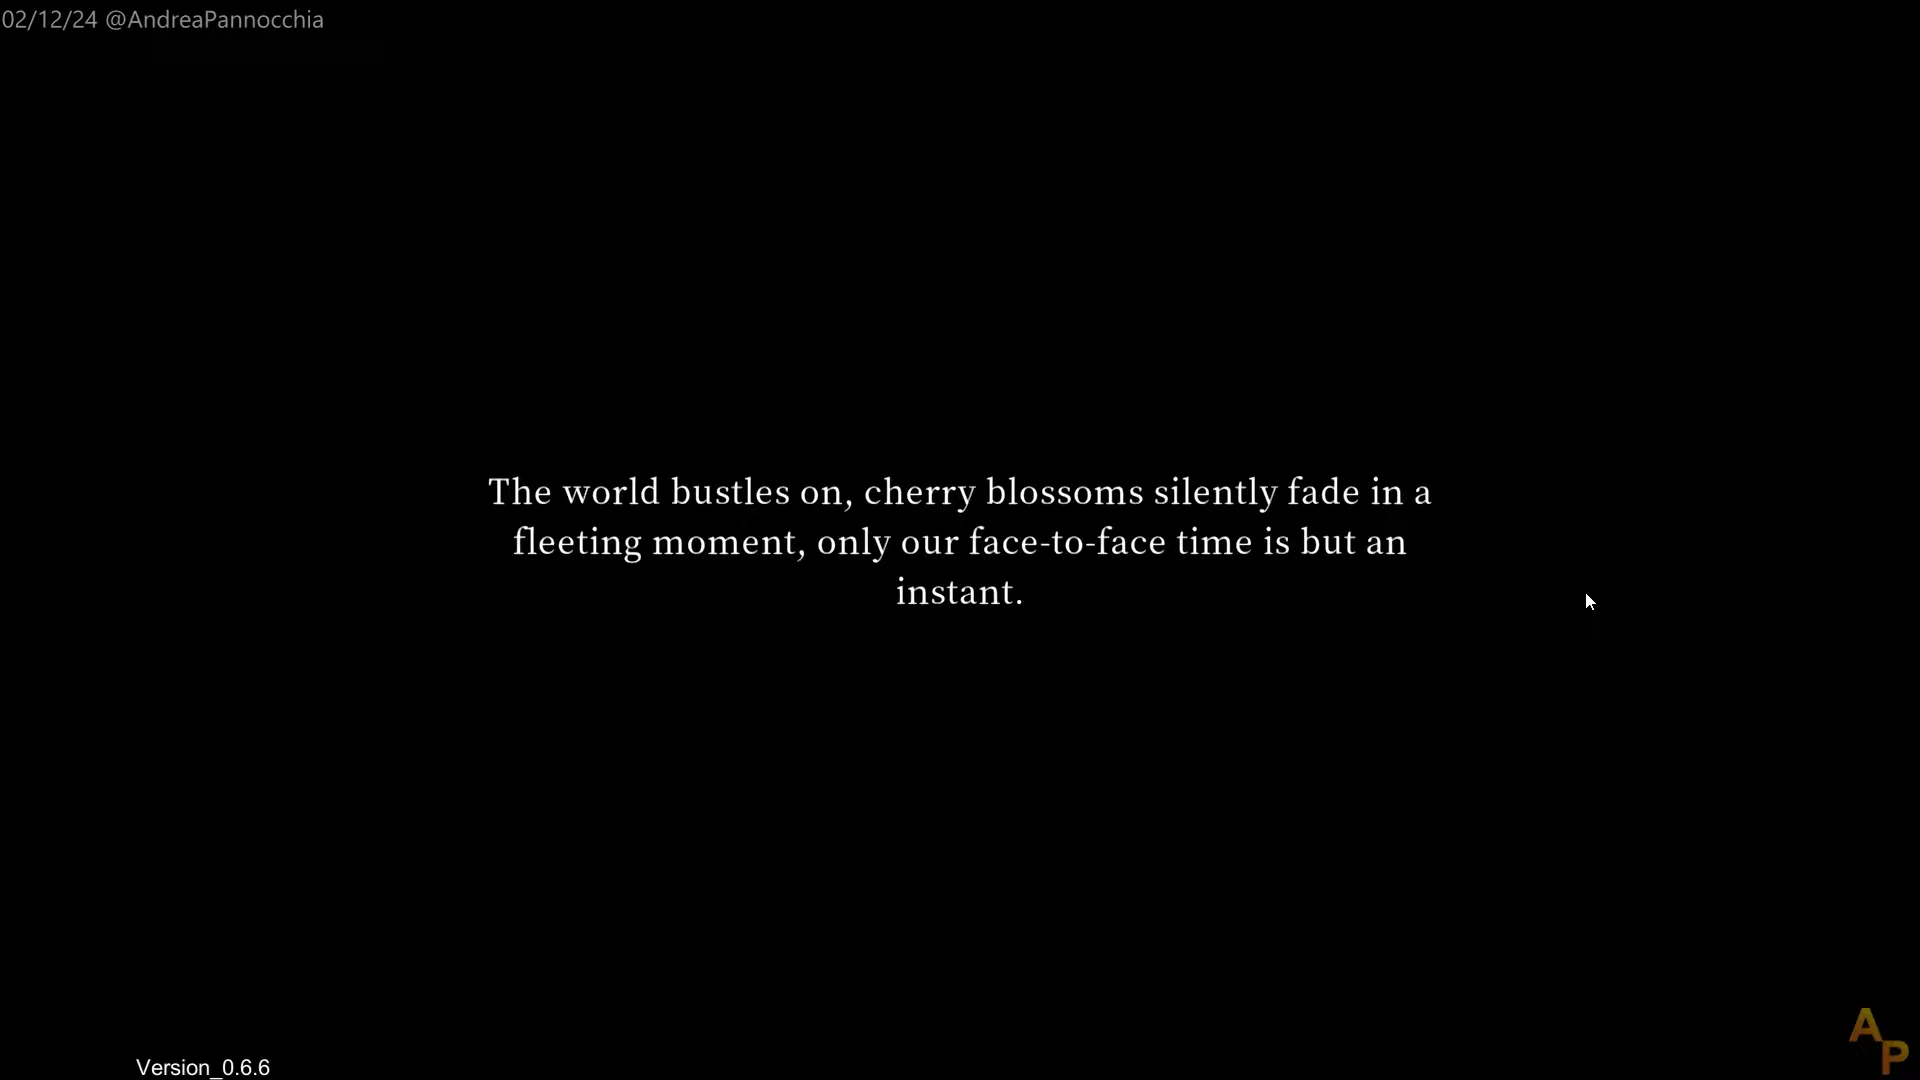 02/12/24 @AndreaPannocchia
The world bustles on, cherry blossoms silently fade in a
fleeting moment, only our face-to-face time is but an
instant.
Version_0.6.6
A
P